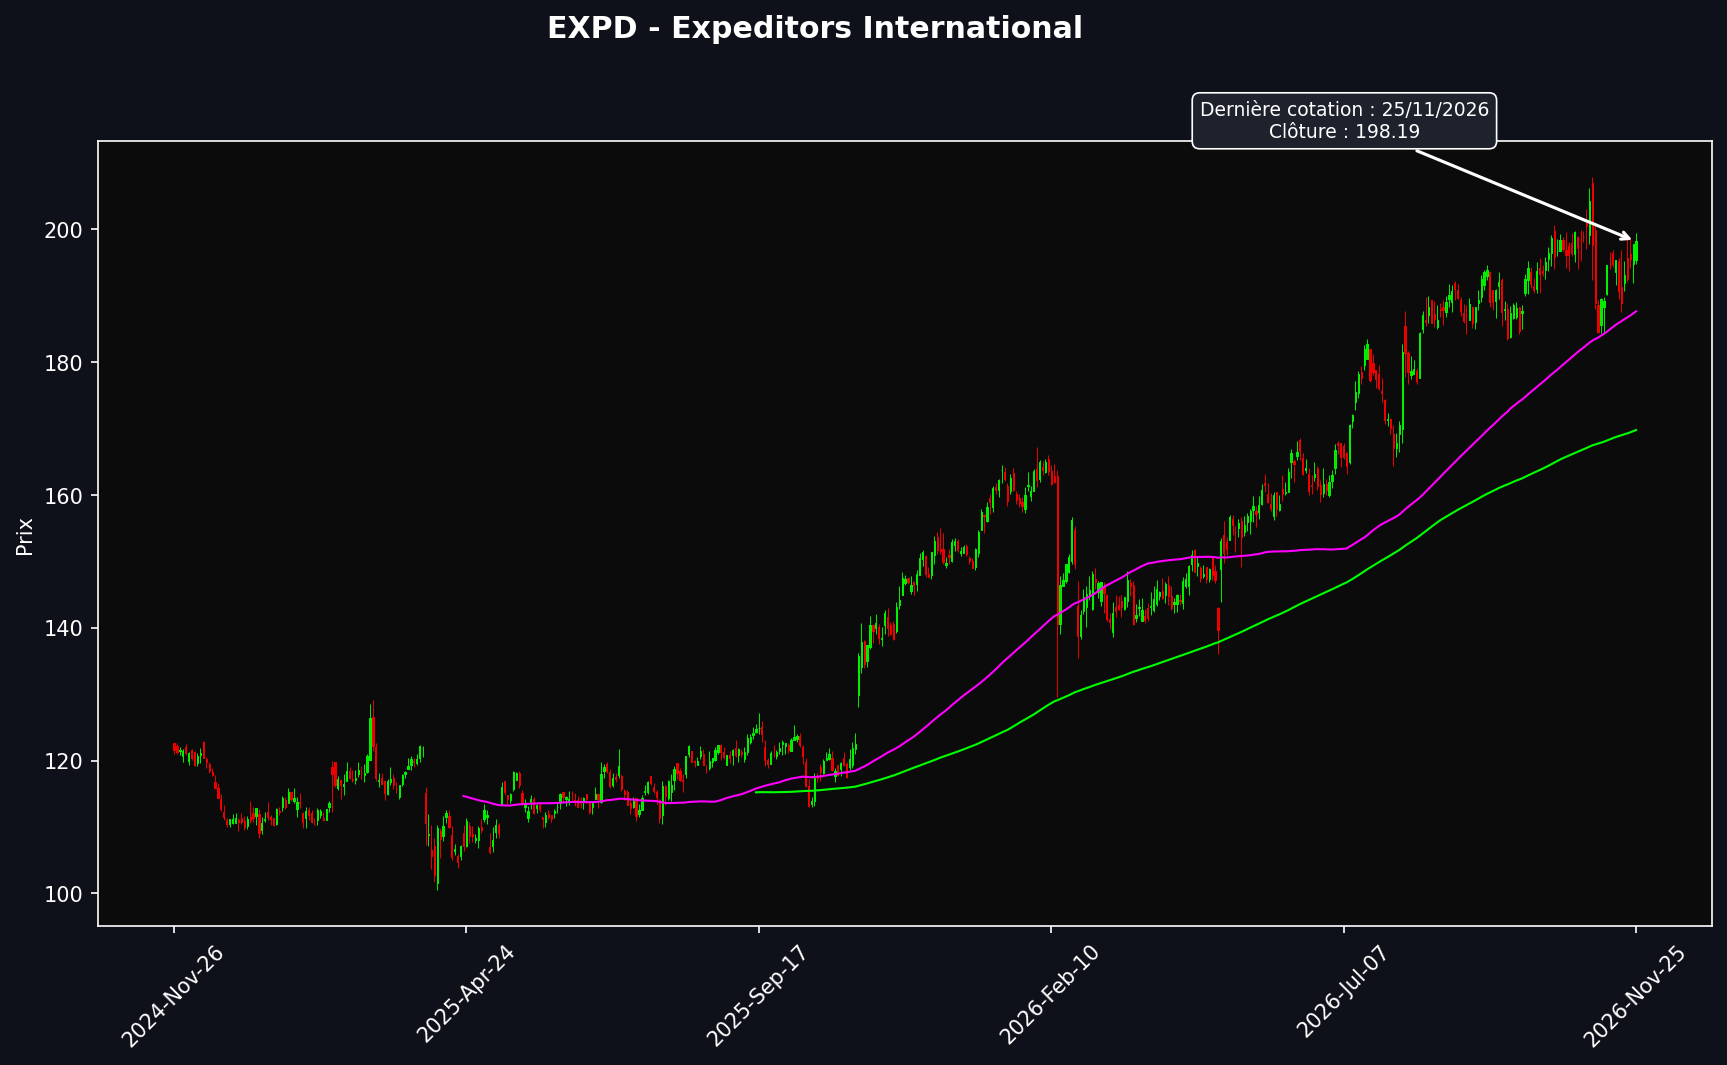 EXPD - Expeditors International
Dernière cotation : 25/11/2026
Clôture : 198.19
Prix
200
180
160
140
120
100
2024-Nov-26
2025-Apr-24
2025-Sep-17
2026-Feb-10
2026-Jul-07
2026-Nov-25